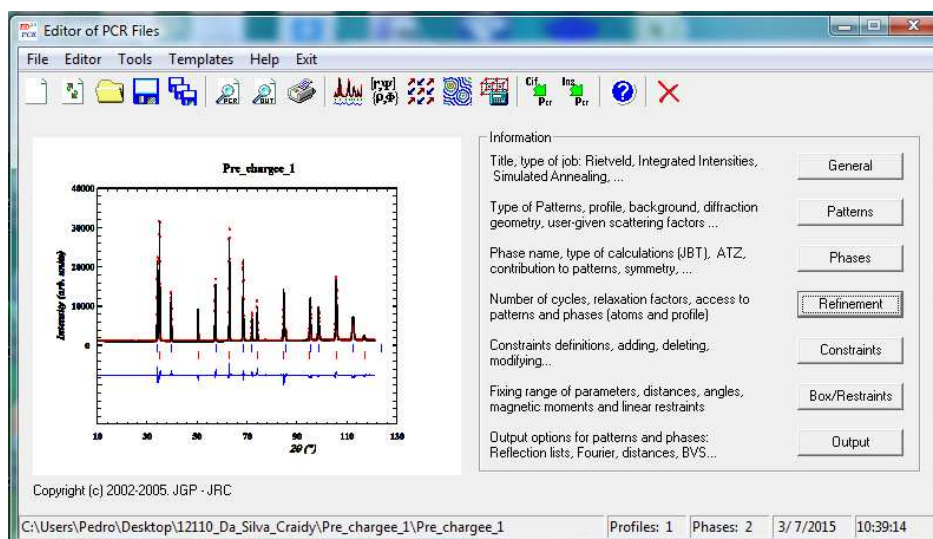 Editor of PCR Files
File Editor Tools Templates Help Exit
PCR OUT [r,Ψ] (ρ,Φ) Cif Pcr Ins Pcr
Pre_chargee_1
Intensity (arb. units)
40000
30000
20000
10000
0
10 30 50 70 90 110 130
2θ (°)
Information
Title, type of job: Rietveld, Integrated Intensities,
Simulated Annealing, ...
General
Type of Patterns, profile, background, diffraction
geometry, user-given scattering factors ...
Patterns
Phase name, type of calculations (JBT), ATZ,
contribution to patterns, symmetry, ...
Phases
Number of cycles, relaxation factors, access to
patterns and phases (atoms and profile)
Refinement
Constraints definitions, adding, deleting,
modifying...
Constraints
Fixing range of parameters, distances, angles,
magnetic moments and linear restraints
Box/Restraints
Output options for patterns and phases:
Reflection lists, Fourier, distances, BVS...
Output
Copyright (c) 2002-2005. JGP - JRC
C:\Users\Pedro\Desktop\12110_Da_Silva_Craidy\Pre_chargee_1\Pre_chargee_1 Profiles: 1 Phases: 2 3/ 7/2015 10:39:14